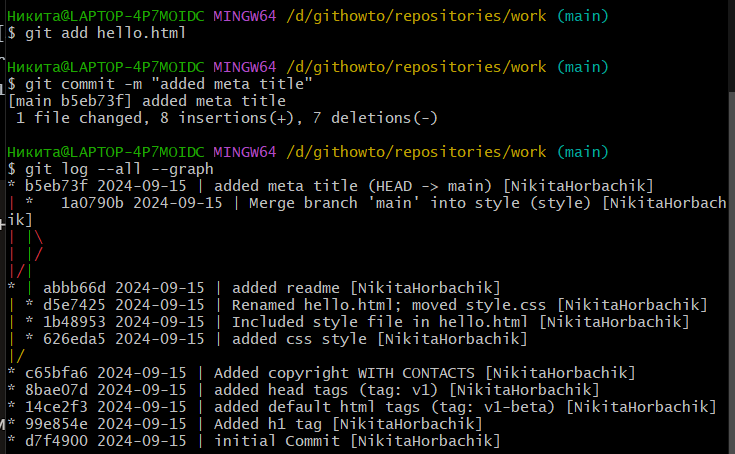 Никита@LAPTOP-4P7MOIDC MINGW64 /d/githowto/repositories/work (main)
$ git add hello.html
Никита@LAPTOP-4P7MOIDC MINGW64 /d/githowto/repositories/work (main)
$ git commit -m "added meta title"
[main b5eb73f] added meta title
 1 file changed, 8 insertions(+), 7 deletions(-)
Никита@LAPTOP-4P7MOIDC MINGW64 /d/githowto/repositories/work (main)
$ git log --all --graph
* b5eb73f 2024-09-15 | added meta title (HEAD -> main) [NikitaHorbachik]
| *   1a0790b 2024-09-15 | Merge branch 'main' into style (style) [NikitaHorbach
ik]
| |\
| |/
|/|
* | abbb66d 2024-09-15 | added readme [NikitaHorbachik]
| * d5e7425 2024-09-15 | Renamed hello.html; moved style.css [NikitaHorbachik]
| * 1b48953 2024-09-15 | Included style file in hello.html [NikitaHorbachik]
| * 626eda5 2024-09-15 | added css style [NikitaHorbachik]
|/
* c65bfa6 2024-09-15 | Added copyright WITH CONTACTS [NikitaHorbachik]
* 8bae07d 2024-09-15 | added head tags (tag: v1) [NikitaHorbachik]
* 14ce2f3 2024-09-15 | added default html tags (tag: v1-beta) [NikitaHorbachik]
* 99e854e 2024-09-15 | Added h1 tag [NikitaHorbachik]
* d7f4900 2024-09-15 | initial Commit [NikitaHorbachik]